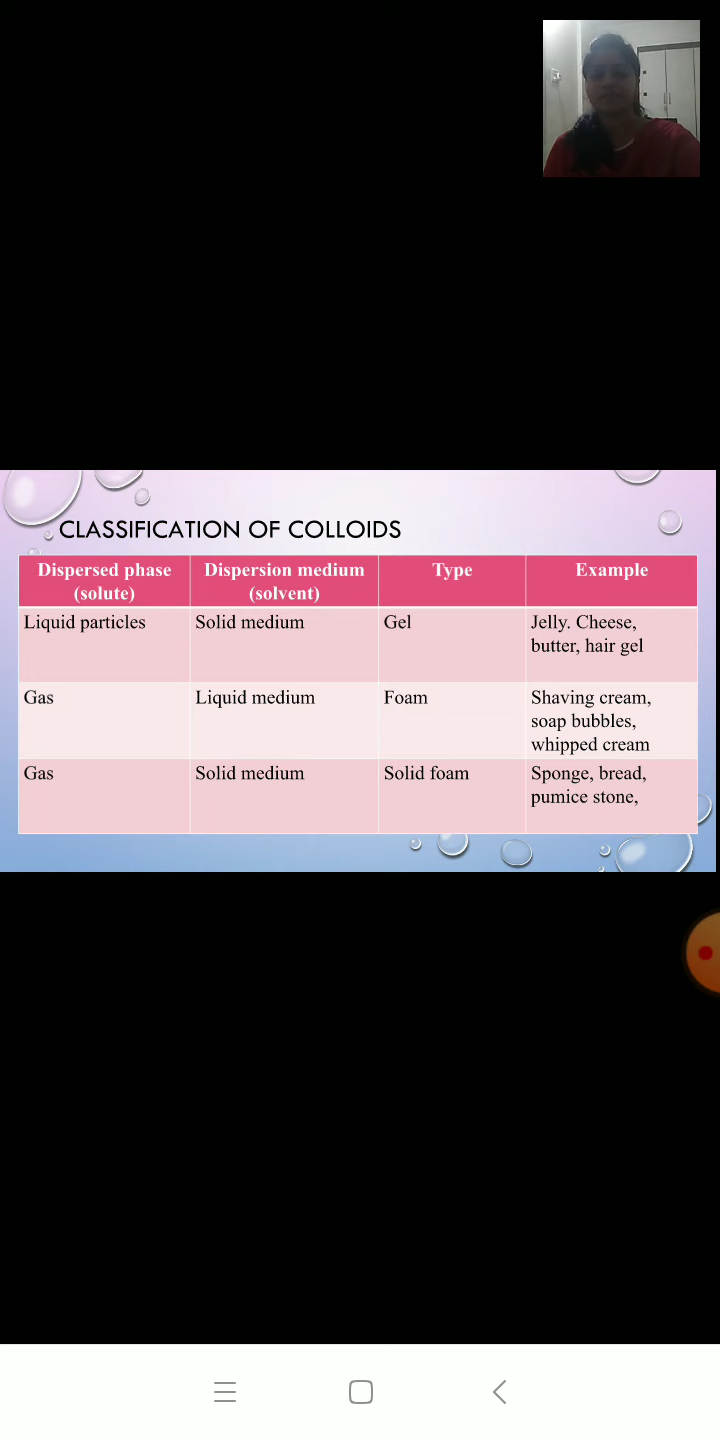 CLASSIFICATION OF COLLOIDS
Dispersed phase (solute) Dispersion medium (solvent) Type Example
Liquid particles Solid medium Gel Jelly. Cheese, butter, hair gel
Gas Liquid medium Foam Shaving cream, soap bubbles, whipped cream
Gas Solid medium Solid foam Sponge, bread, pumice stone,